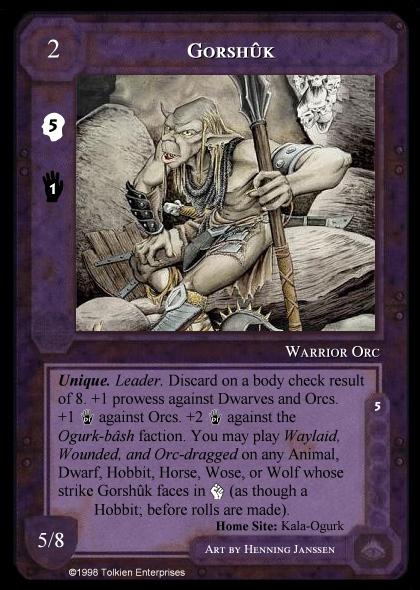 2
GORSHÛK
5
1
WARRIOR ORC
Unique. Leader. Discard on a body check result
of 8. +1 prowess against Dwarves and Orcs.
+1 DI against Orcs. +2 DI against the
Ogurk-bâsh faction. You may play Waylaid,
Wounded, and Orc-dragged on any Animal,
Dwarf, Hobbit, Horse, Wose, or Wolf whose
strike Gorshûk faces in (as though a
Hobbit; before rolls are made).
Home Site: Kala-Ogurk
5
5/8
ART BY HENNING JANSSEN
©1998 Tolkien Enterprises